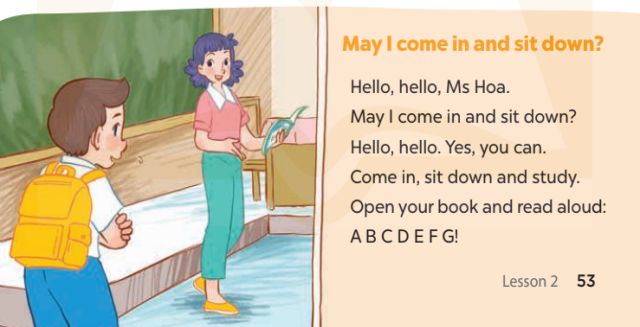 May I come in and sit down?
Hello, hello, Ms Hoa.
May I come in and sit down?
Hello, hello. Yes, you can.
Come in, sit down and study.
Open your book and read aloud:
A B C D E F G!
Lesson 2 53